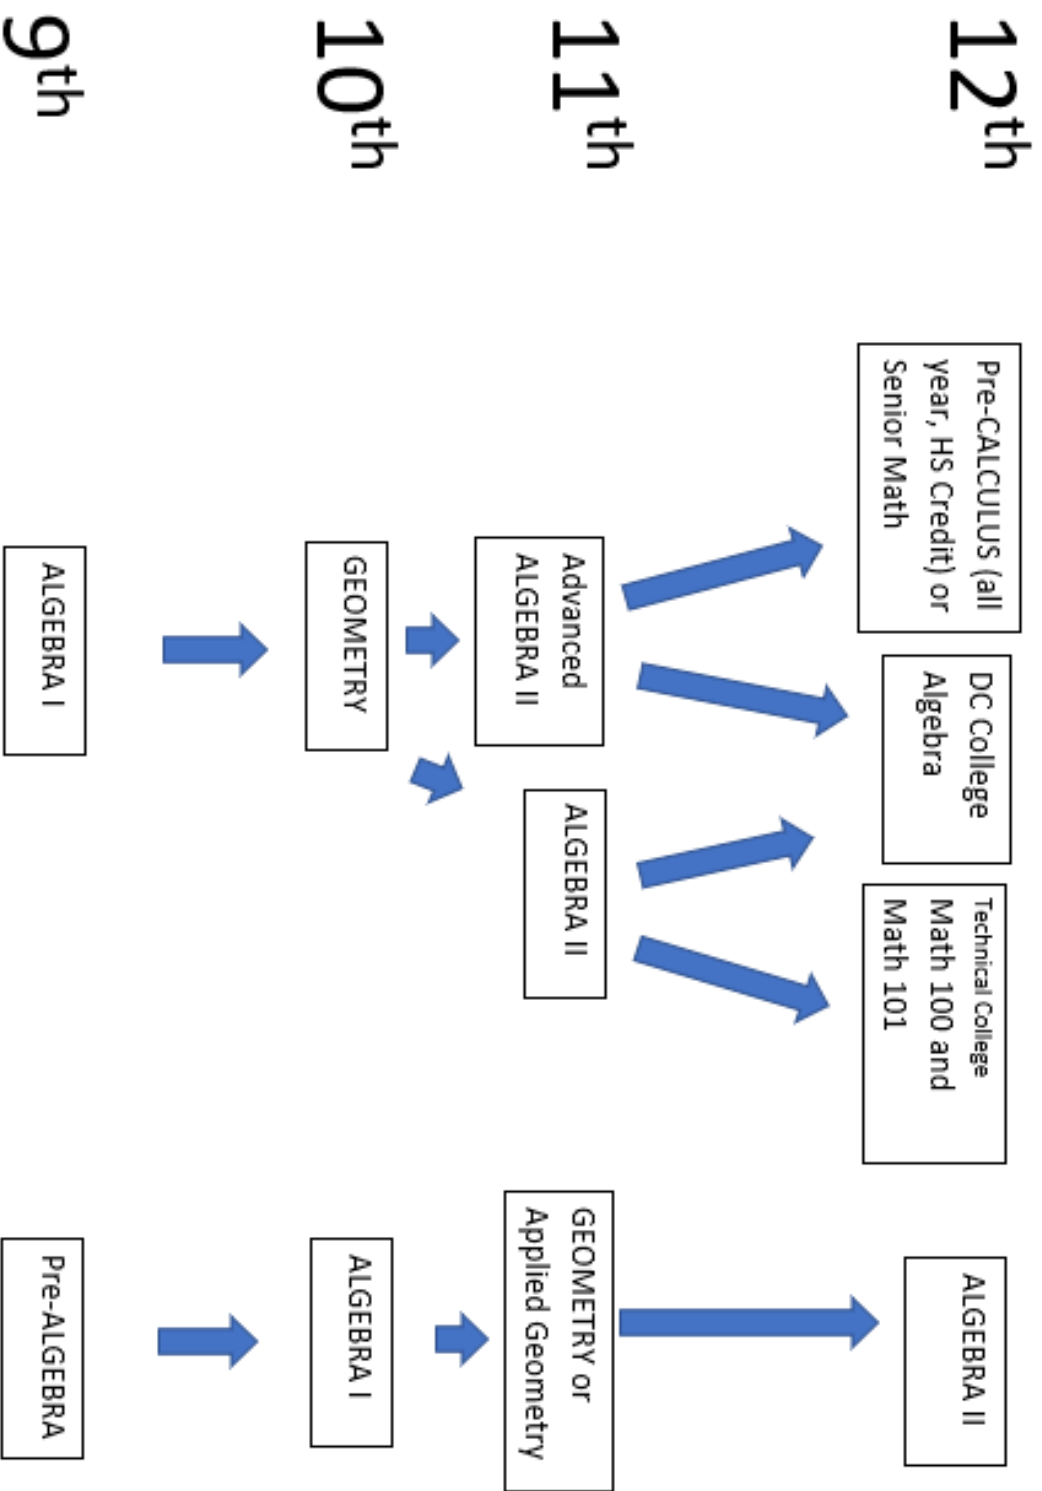 12th
Pre-CALCULUS (all
year, HS Credit) or
Senior Math
DC College
Algebra
Technical College
Math 100 and
Math 101
ALGEBRA II
11th
Advanced
ALGEBRA II
ALGEBRA II
GEOMETRY or
Applied Geometry
10th
GEOMETRY
ALGEBRA I
9th
ALGEBRA I
Pre-ALGEBRA